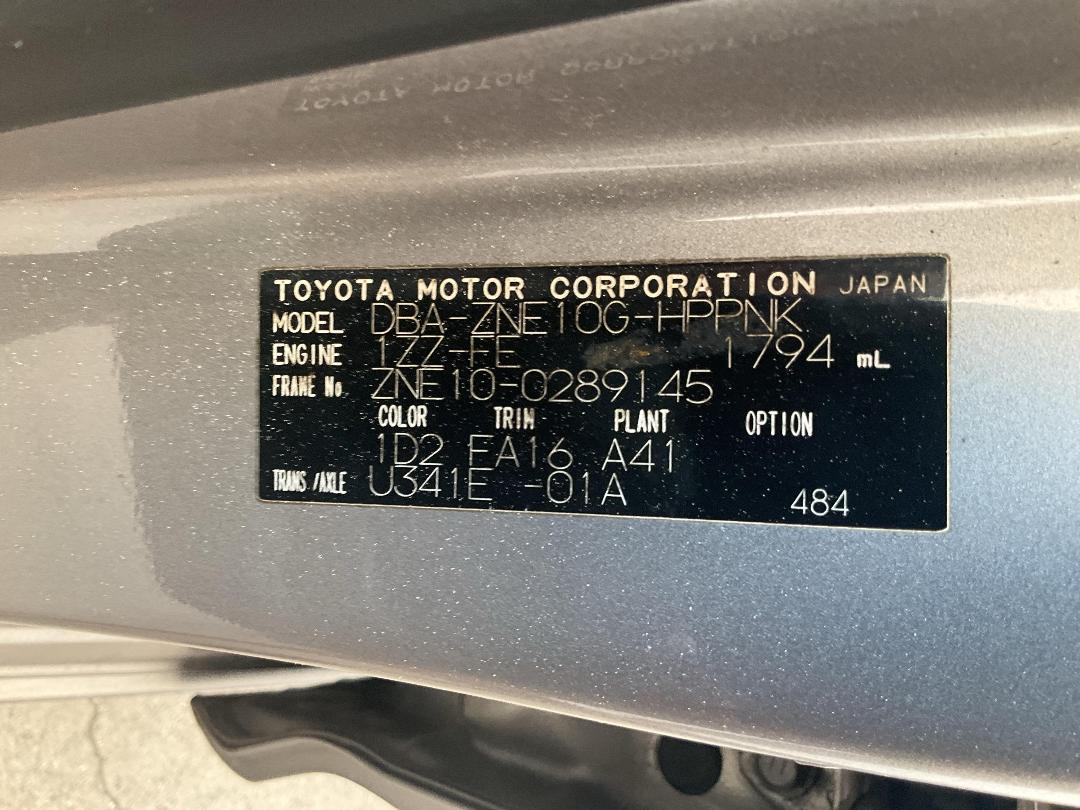 TOYOTA MOTOR CORPORATION JAPAN
MODEL DBA-ZNE10G-HPPNK
ENGINE 1ZZ-FE 1794 mL
FRAME No ZNE10-0289145
COLOR TRIM PLANT OPTION
1D2 EA16 A41
TRANS/AXLE U341E -01A
484